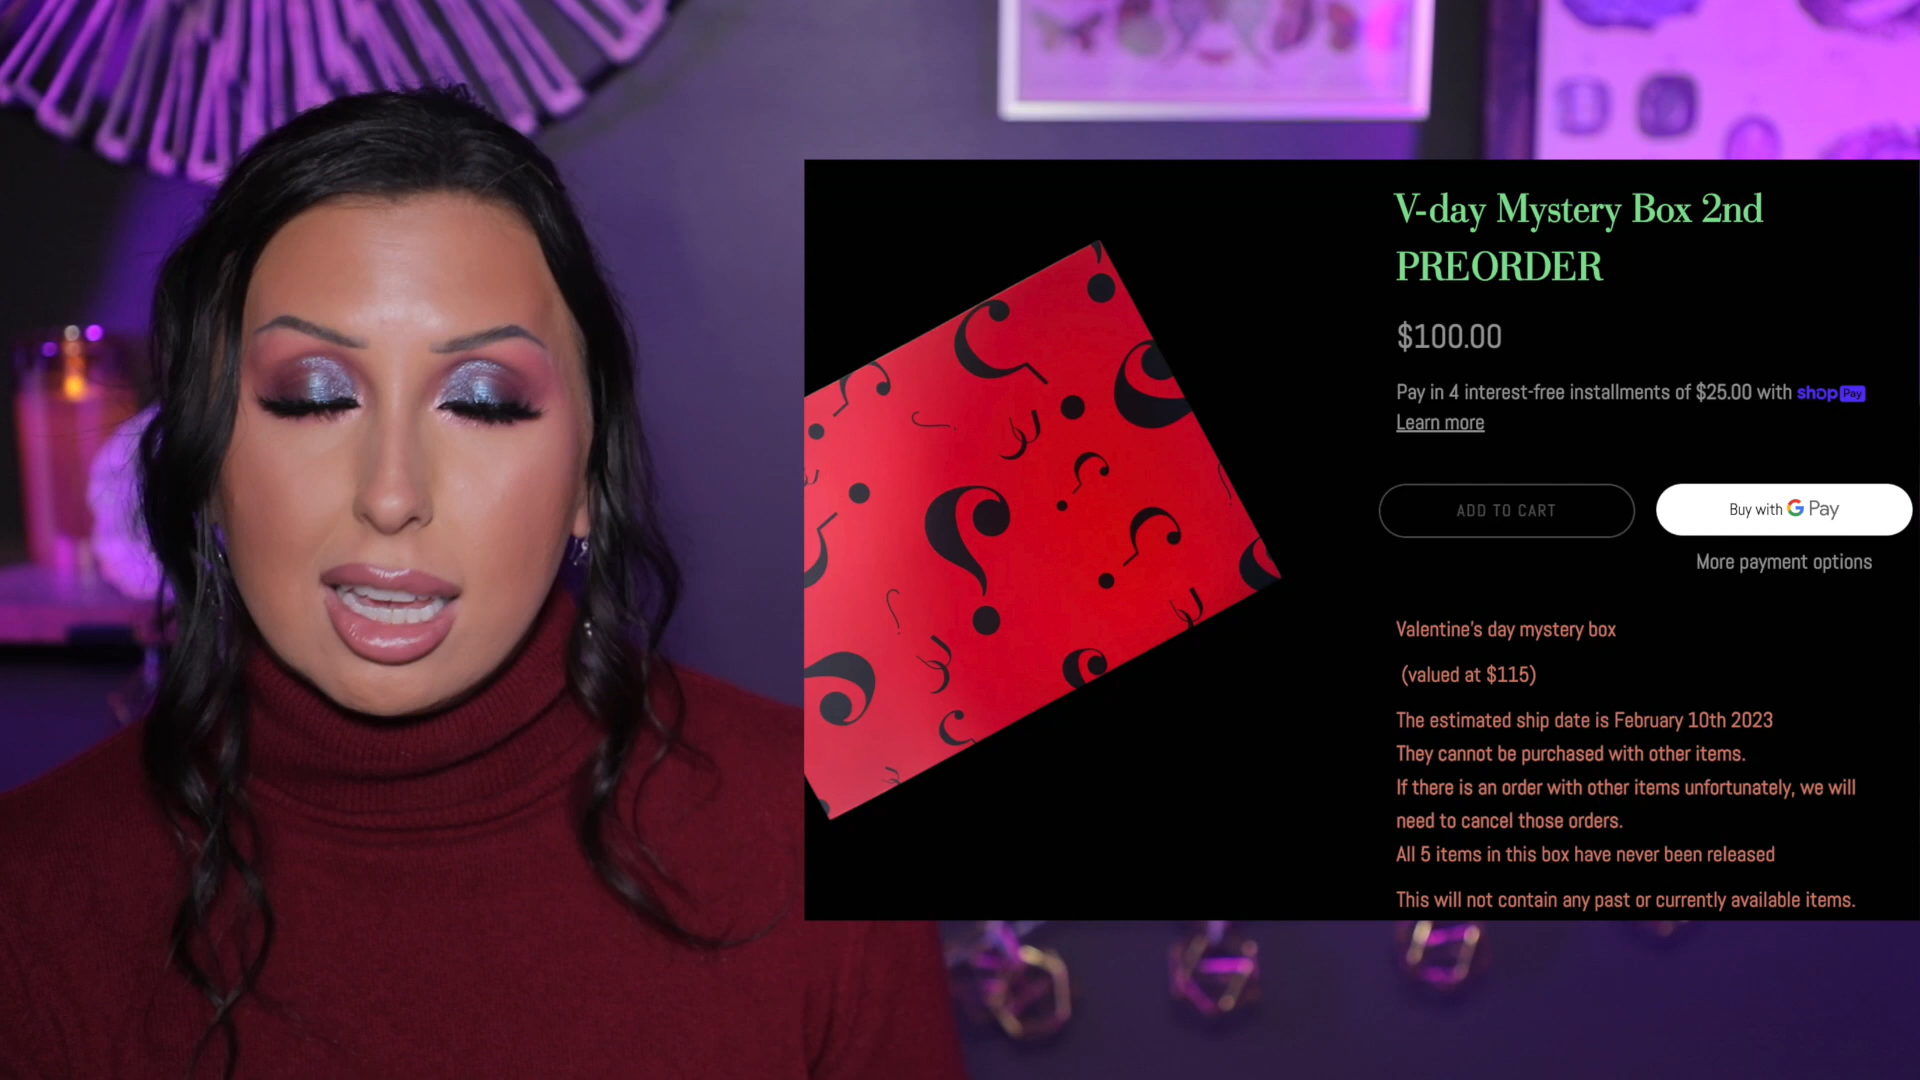 V-day Mystery Box 2nd
PREORDER
$100.00
Pay in 4 interest-free installments of $25.00 with shop Pay
Learn more
ADD TO CART
Buy with G Pay
More payment options
Valentine's day mystery box
(valued at $115)
The estimated ship date is February 10th 2023
They cannot be purchased with other items.
If there is an order with other items unfortunately, we will
need to cancel those orders.
All 5 items in this box have never been released
This will not contain any past or currently available items.